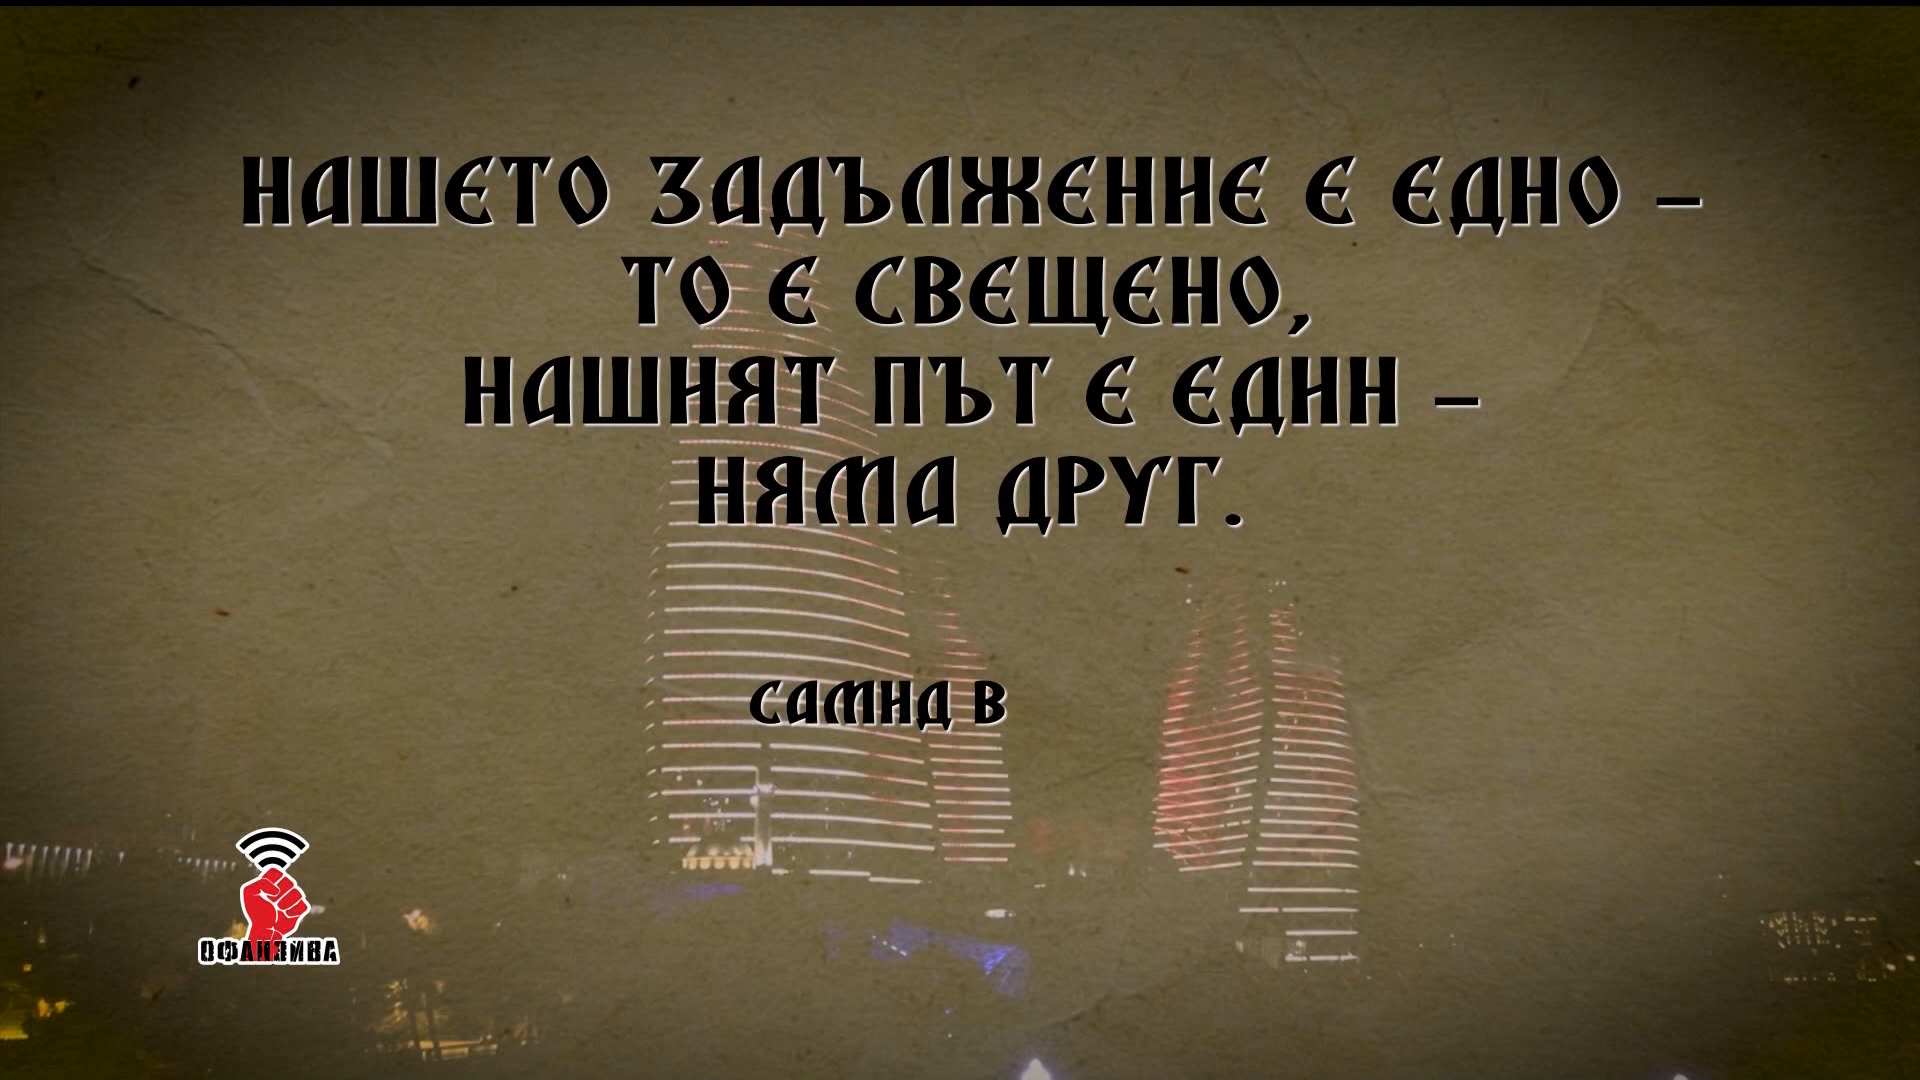 НАШЕТО ЗАДЪЛЖЕНИЕ Е ЕДНО –
ТО Е СВЕЩЕНО,
НАШИЯТ ПЪТ Е ЕДИН –
НЯМА ДРУГ.
САМИД В
ОФАНЗИВА